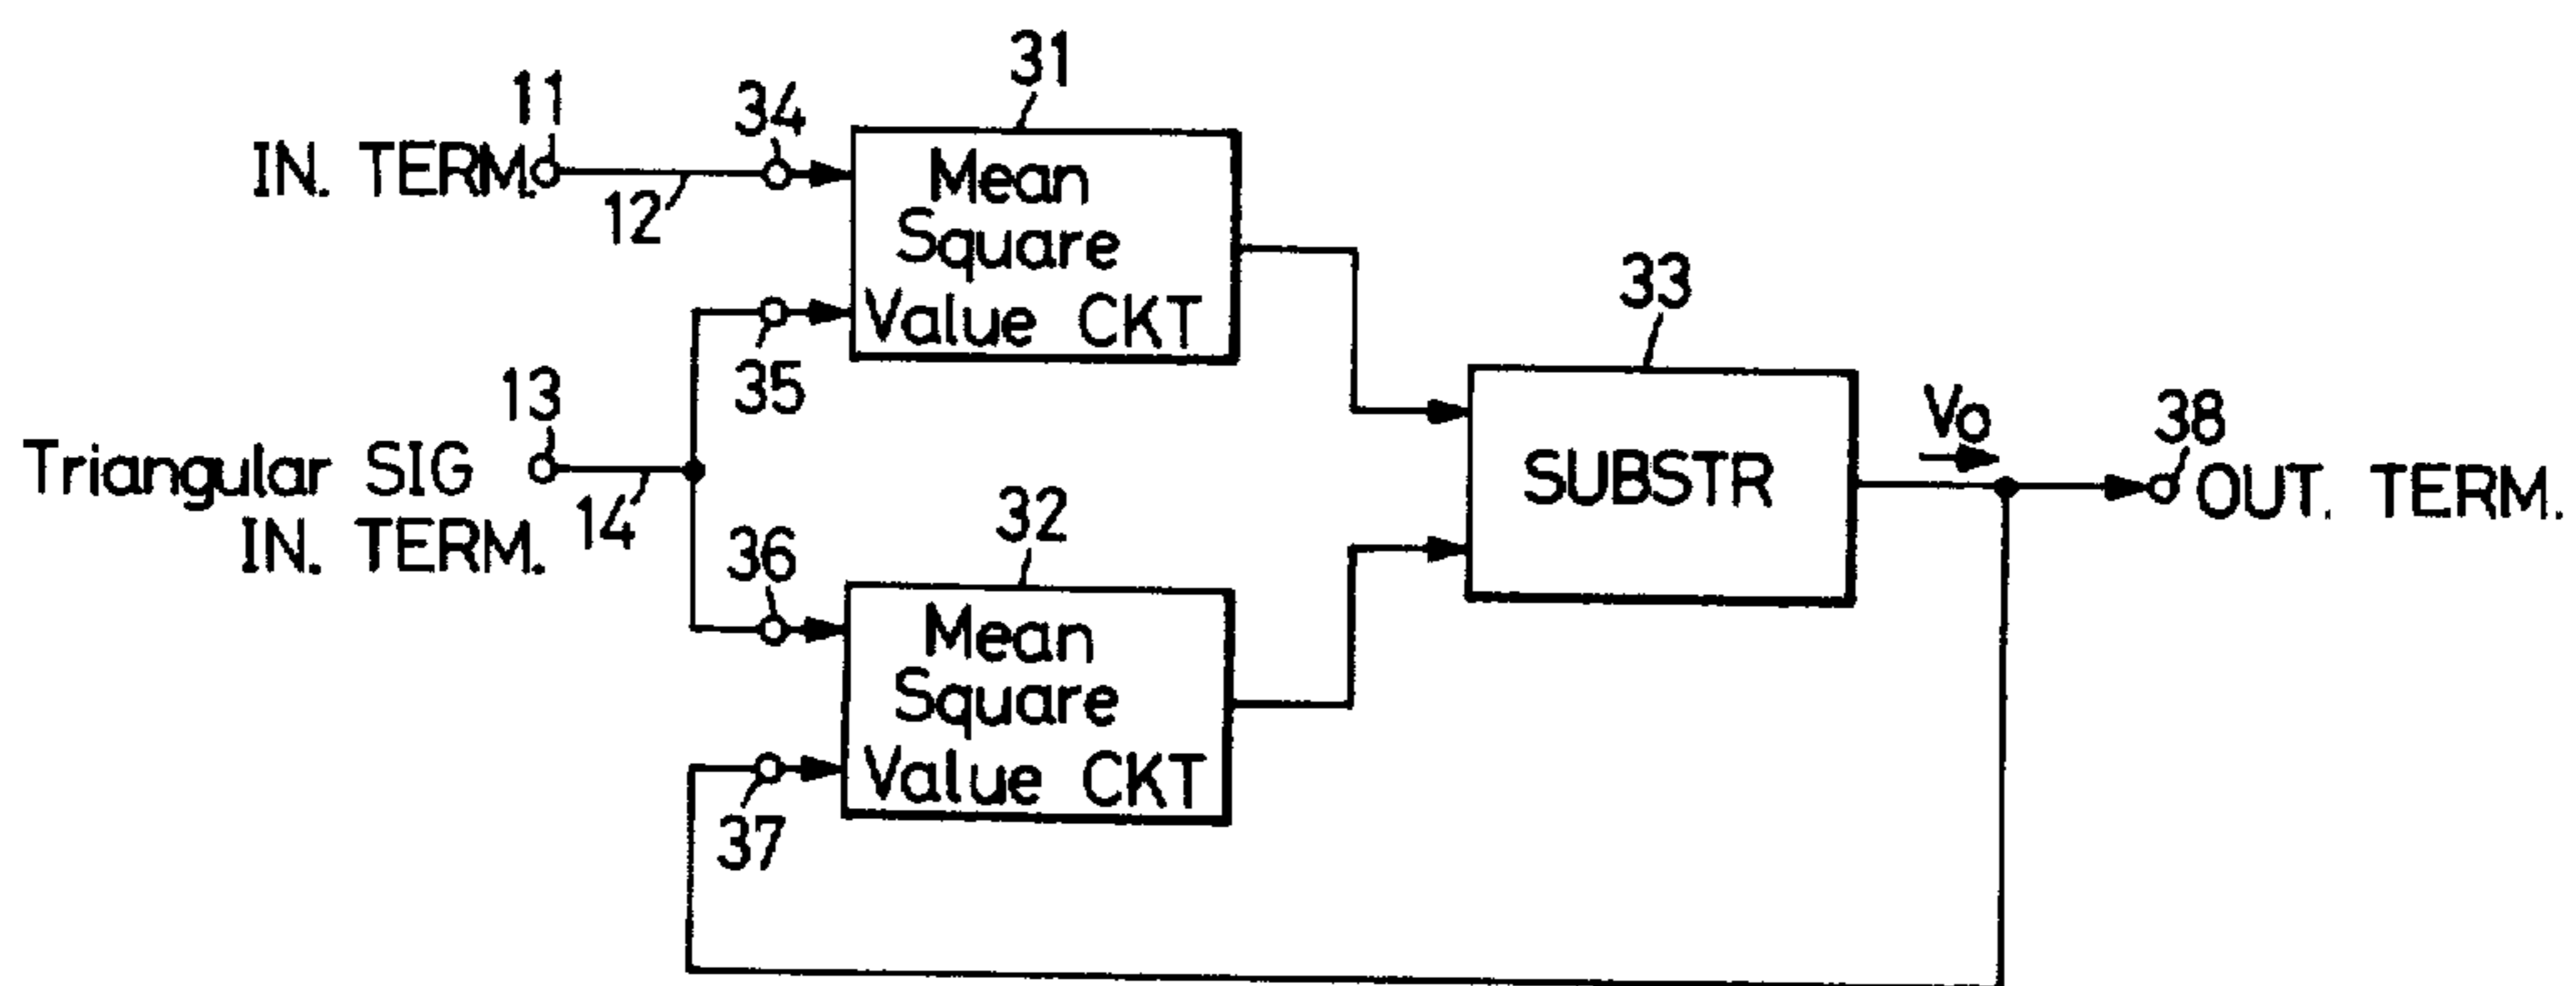 31
11
34
IN. TERM.
12
Mean
Square
Value CKT
35
33
13
Triangular SIG
IN. TERM.
14
36
32
SUBSTR
Vo
38
OUT. TERM.
Mean
Square
Value CKT
37